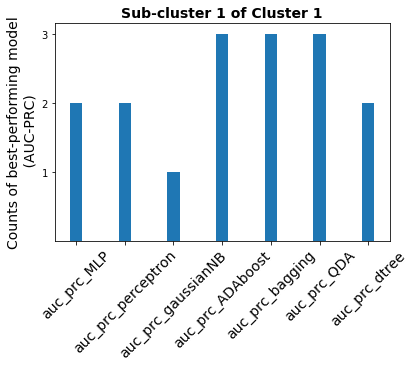 Sub-cluster 1 of Cluster 1
Counts of best-performing model
(AUC-PRC)
3
2
1
auc_prc_MLP
auc_prc_perceptron
auc_prc_gaussianNB
auc_prc_ADAboost
auc_prc_bagging
auc_prc_QDA
auc_prc_dtree